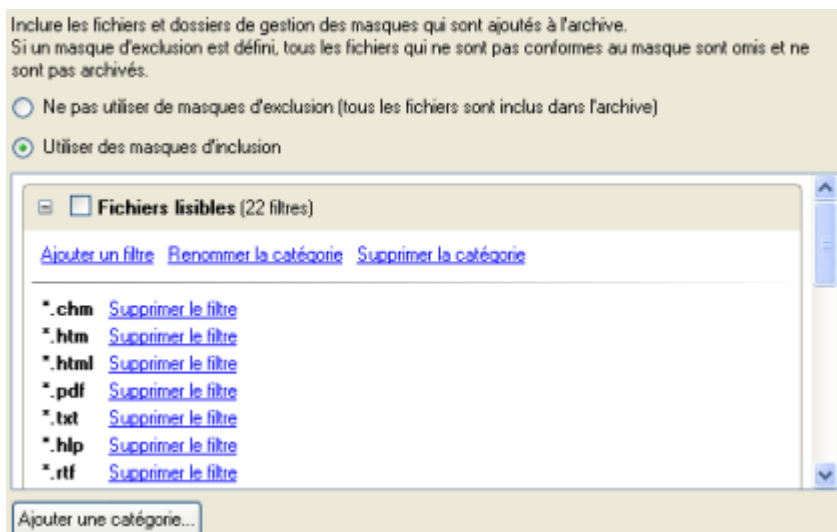 Inclure les fichiers et dossiers de gestion des masques qui sont ajoutés à l'archive.
Si un masque d'exclusion est défini, tous les fichiers qui ne sont pas conformes au masque sont omis et ne
sont pas archivés.
Ne pas utiliser de masques d'exclusion (tous les fichiers sont inclus dans l'archive)
Utiliser des masques d'inclusion
Fichiers lisibles (22 filtres)
Ajouter un filtre Renommer la catégorie Supprimer la catégorie
*.chm Supprimer le filtre
*.htm Supprimer le filtre
*.html Supprimer le filtre
*.pdf Supprimer le filtre
*.txt Supprimer le filtre
*.hlp Supprimer le filtre
*.rtf Supprimer le filtre
Ajouter une catégorie...